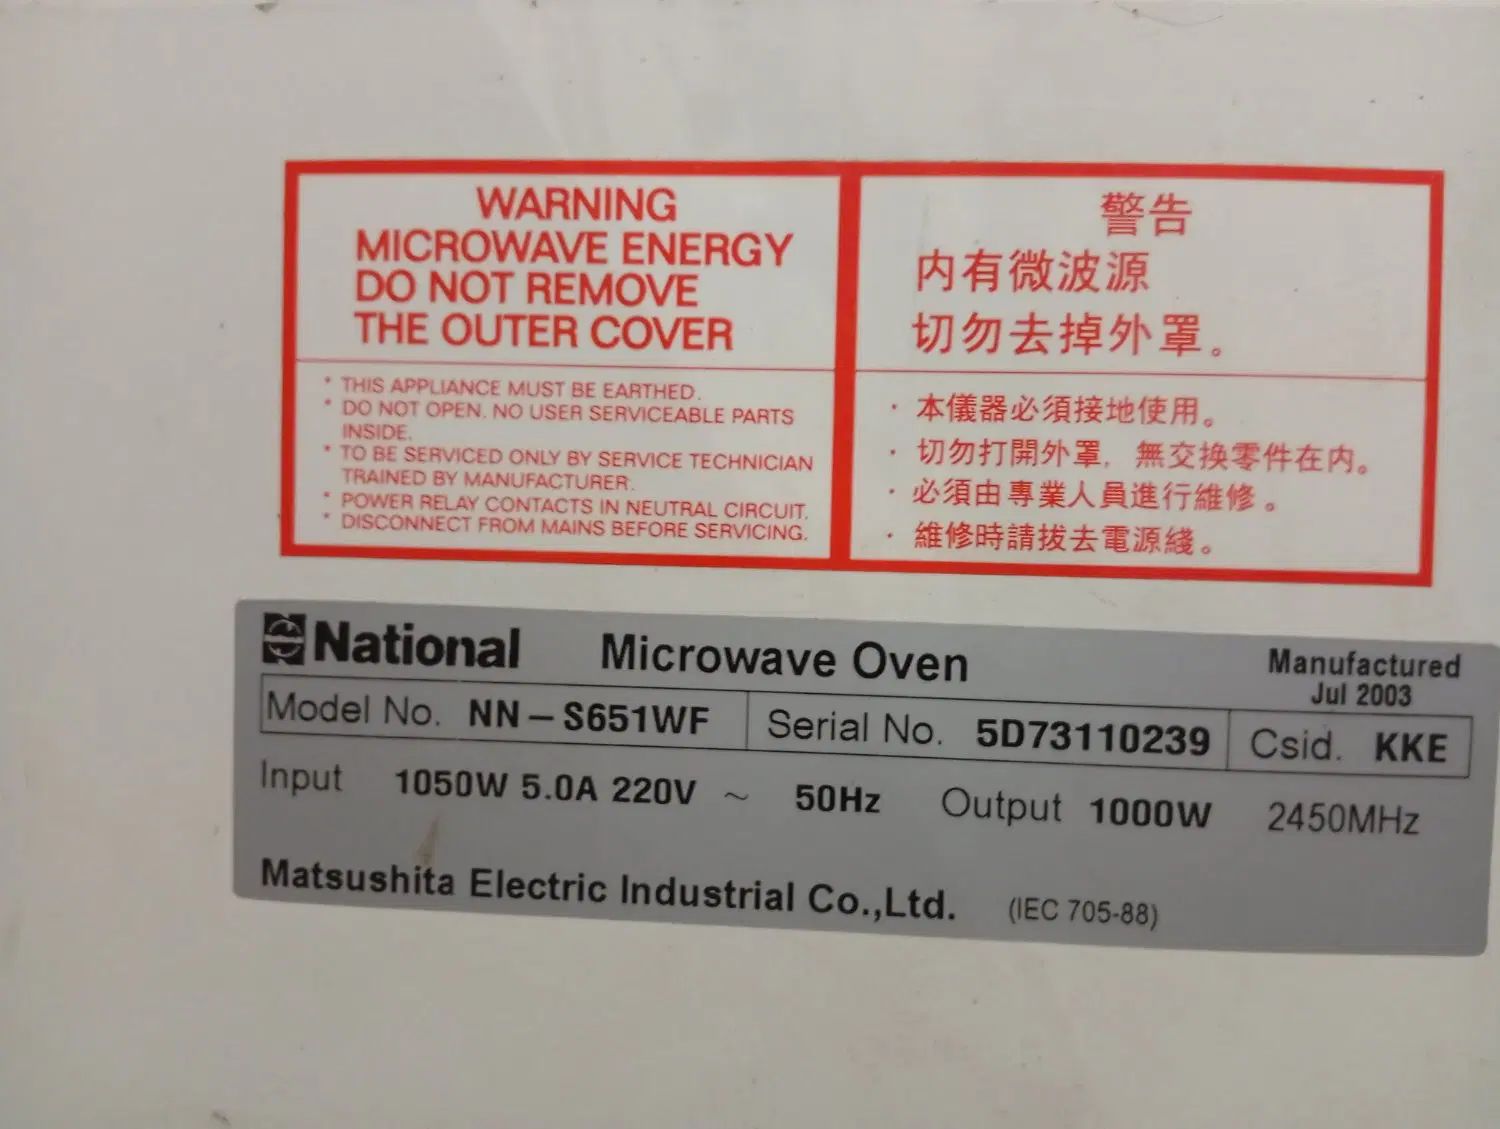 WARNING
MICROWAVE ENERGY
DO NOT REMOVE
THE OUTER COVER
* THIS APPLIANCE MUST BE EARTHED.
* DO NOT OPEN. NO USER SERVICEABLE PARTS
INSIDE.
* TO BE SERVICED ONLY BY SERVICE TECHNICIAN
TRAINED BY MANUFACTURER.
* POWER RELAY CONTACTS IN NEUTRAL CIRCUIT.
* DISCONNECT FROM MAINS BEFORE SERVICING.
警告
内有微波源
切勿去掉外罩。
· 本儀器必須接地使用。
· 切勿打開外罩，無交换零件在内。
· 必須由專業人員進行維修。
· 維修時請拔去電源綫。
National Microwave Oven
Manufactured
Jul 2003
Model No. NN-S651WF Serial No. 5D73110239 Csid. KKE
Input 1050W 5.0A 220V ~ 50Hz Output 1000W 2450MHz
Matsushita Electric Industrial Co.,Ltd. (IEC 705-88)